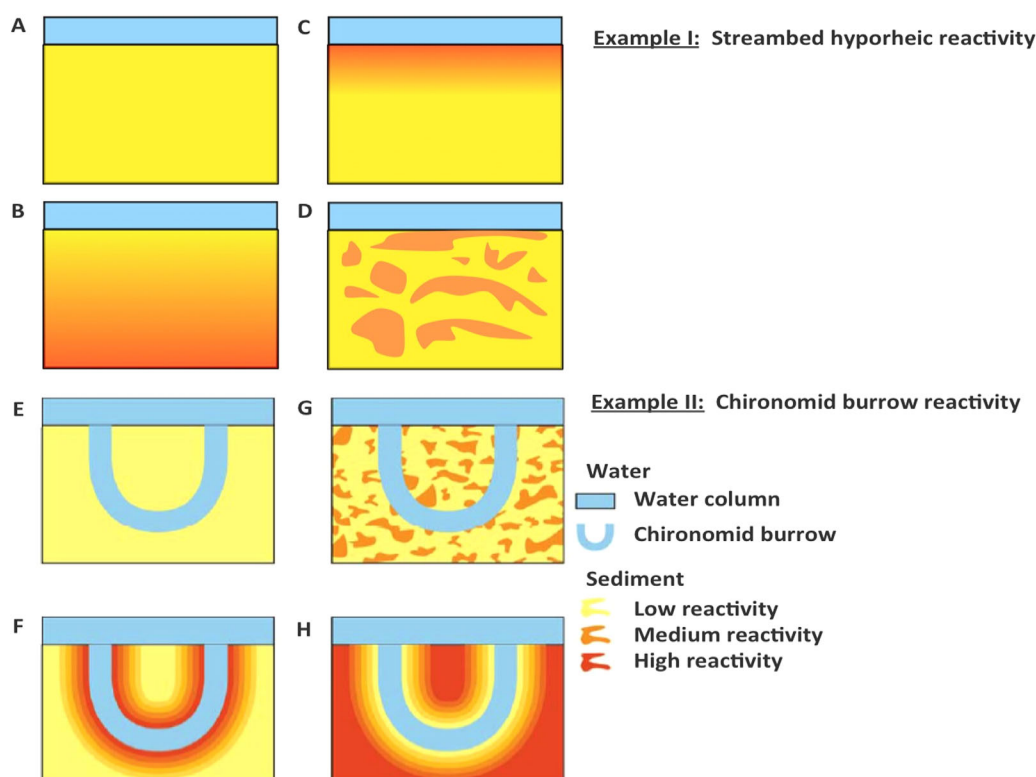 A
C
Example I: Streambed hyporheic reactivity
B
D
E
G
Example II: Chironomid burrow reactivity
Water
Water column
Chironomid burrow
Sediment
Low reactivity
Medium reactivity
High reactivity
F
H